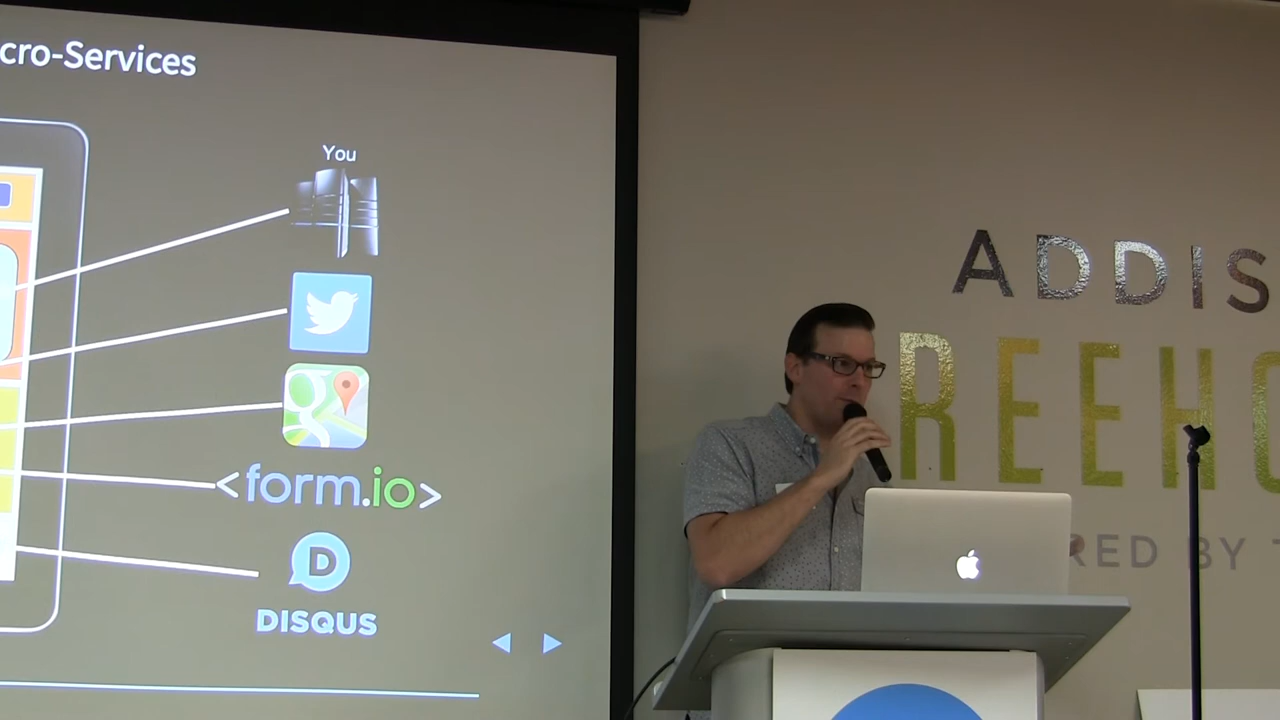 cro-Services
You
<form.io>
D
DISQUS
ADDIS
REEHO
RED BY T